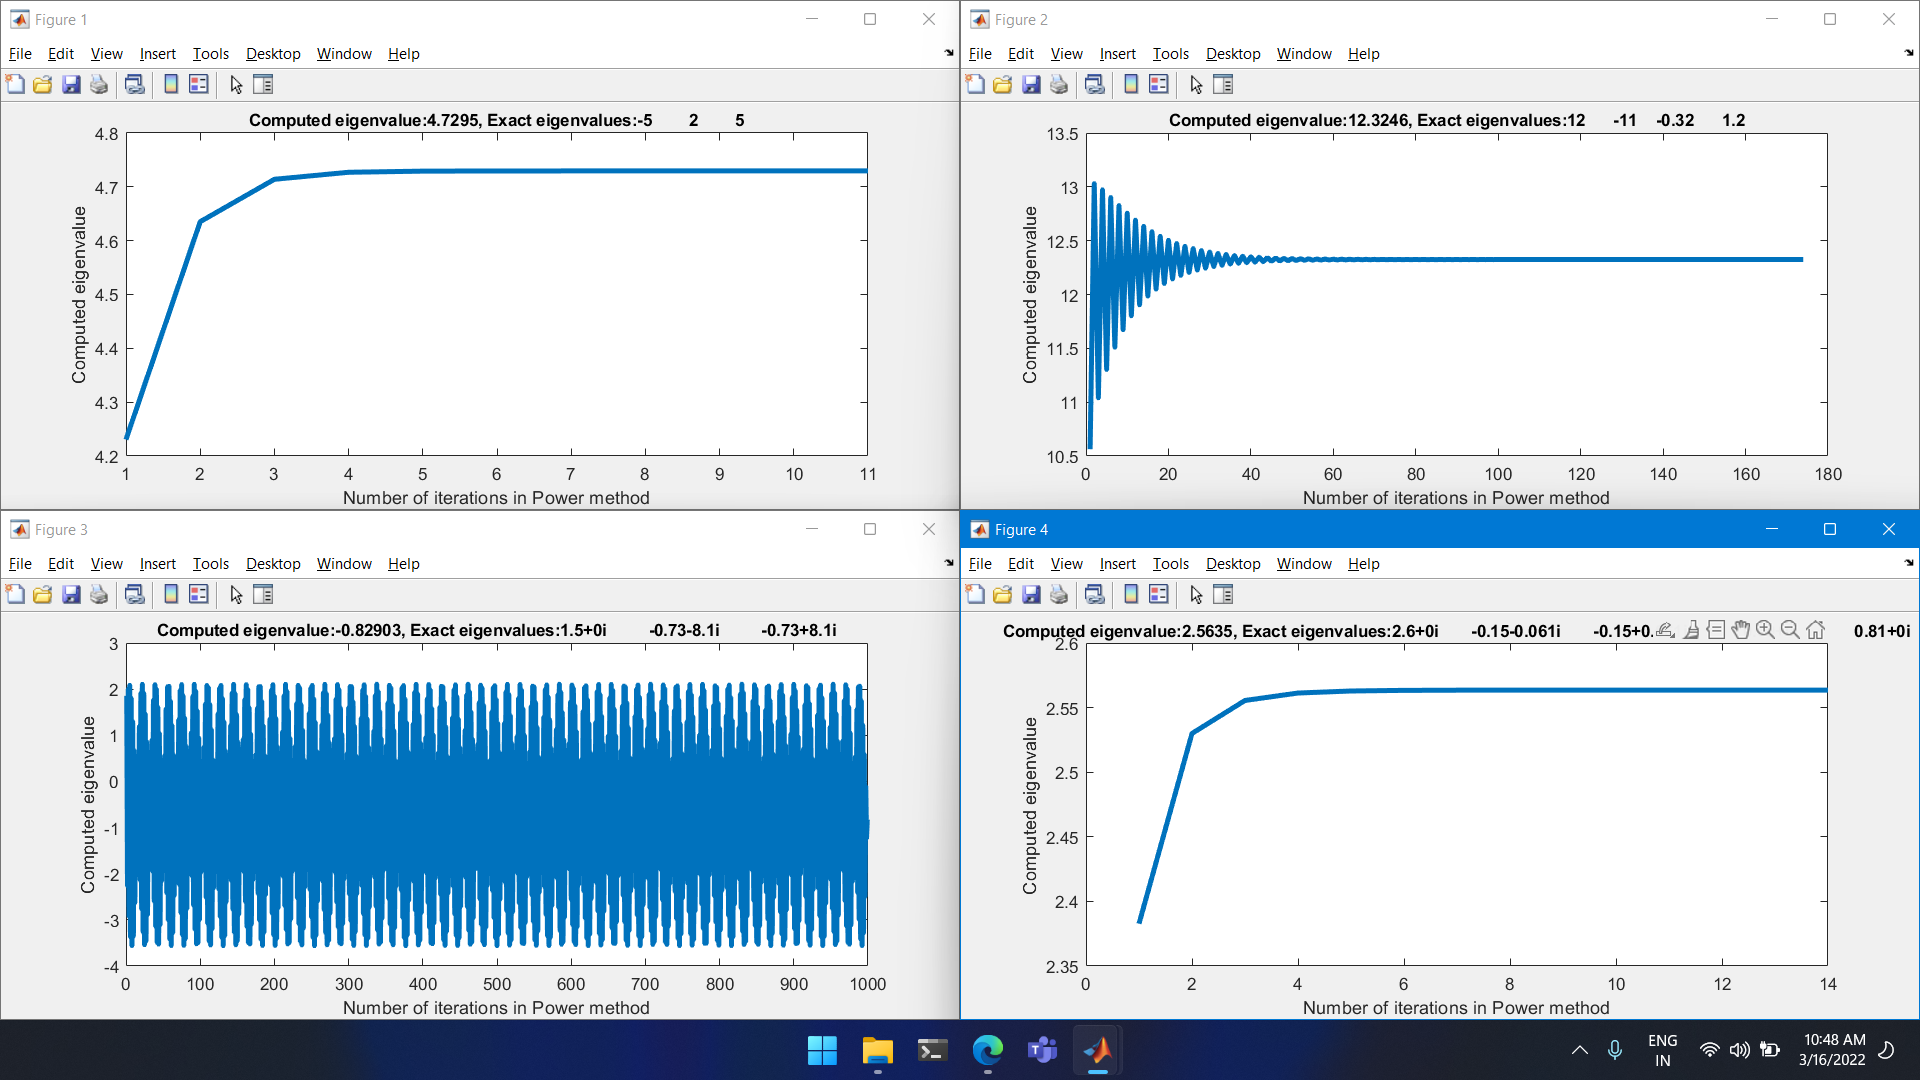 Figure 1
File Edit View Insert Tools Desktop Window Help
Computed eigenvalue:4.7295, Exact eigenvalues:-5 2 5
4.8
4.7
4.6
4.5
4.4
4.3
4.2
Computed eigenvalue
1 2 3 4 5 6 7 8 9 10 11
Number of iterations in Power method
Figure 2
File Edit View Insert Tools Desktop Window Help
Computed eigenvalue:12.3246, Exact eigenvalues:12 -11 -0.32 1.2
13.5
13
12.5
12
11.5
11
10.5
Computed eigenvalue
0 20 40 60 80 100 120 140 160 180
Number of iterations in Power method
Figure 3
File Edit View Insert Tools Desktop Window Help
Computed eigenvalue:-0.82903, Exact eigenvalues:1.5+0i -0.73-8.1i -0.73+8.1i
3
2
1
0
-1
-2
-3
-4
Computed eigenvalue
0 100 200 300 400 500 600 700 800 900 1000
Number of iterations in Power method
Figure 4
File Edit View Insert Tools Desktop Window Help
Computed eigenvalue:2.5635, Exact eigenvalues:2.6+0i -0.15-0.061i -0.15+0. 0.81+0i
2.6
2.55
2.5
2.45
2.4
2.35
Computed eigenvalue
0 2 4 6 8 10 12 14
Number of iterations in Power method
ENG
IN
10:48 AM
3/16/2022